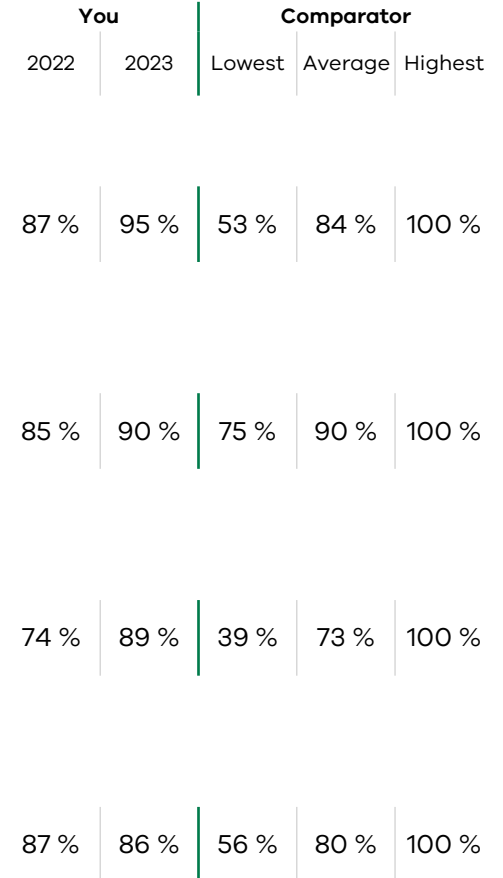 You Comparator
2022 2023 Lowest Average Highest
87 % 95 % 53 % 84 % 100 %
85 % 90 % 75 % 90 % 100 %
74 % 89 % 39 % 73 % 100 %
87 % 86 % 56 % 80 % 100 %